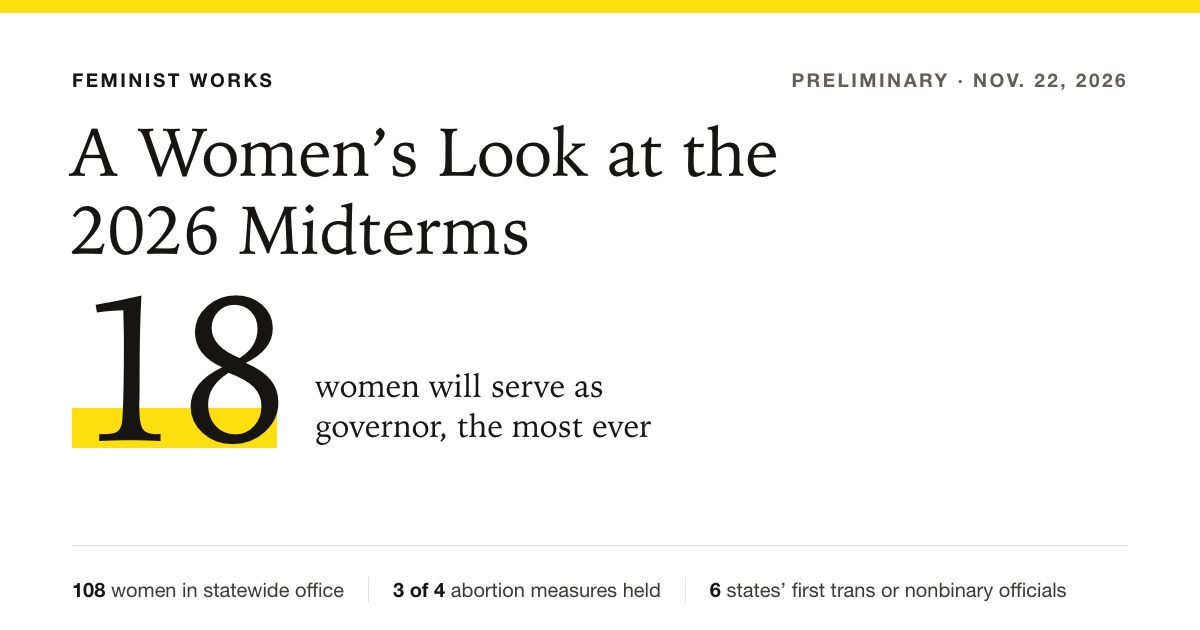 FEMINIST WORKS
PRELIMINARY · NOV. 22, 2026
A Women’s Look at the
2026 Midterms
18
women will serve as
governor, the most ever
108 women in statewide office
3 of 4 abortion measures held
6 states’ first trans or nonbinary officials